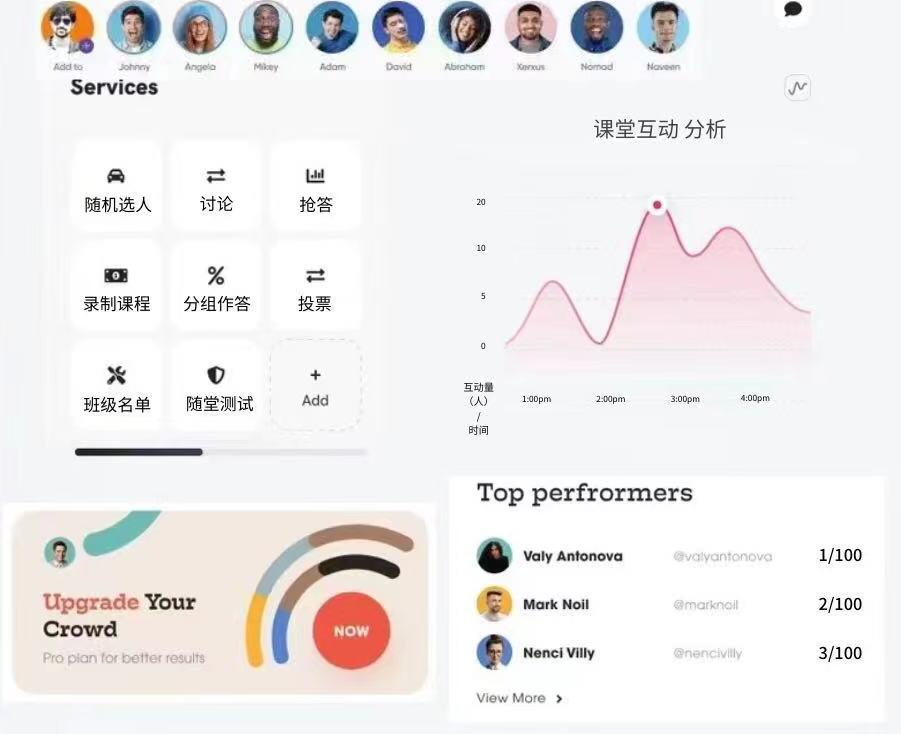 Add to
Johnny
Angela
Mikey
Adam
David
Abraham
Xerxus
Nomad
Naveen
Services
随机选人
讨论
抢答
录制课程
分组作答
投票
班级名单
随堂测试
+
Add
课堂互动 分析
20
10
5
0
互动量
（人）
/
时间
1:00pm
2:00pm
3:00pm
4:00pm
Upgrade Your
Crowd
Pro plan for better results
NOW
Top perfrormers
Valy Antonova @valyantonova 1/100
Mark Noil @marknoil 2/100
Nenci Villy @nencivilly 3/100
View More >